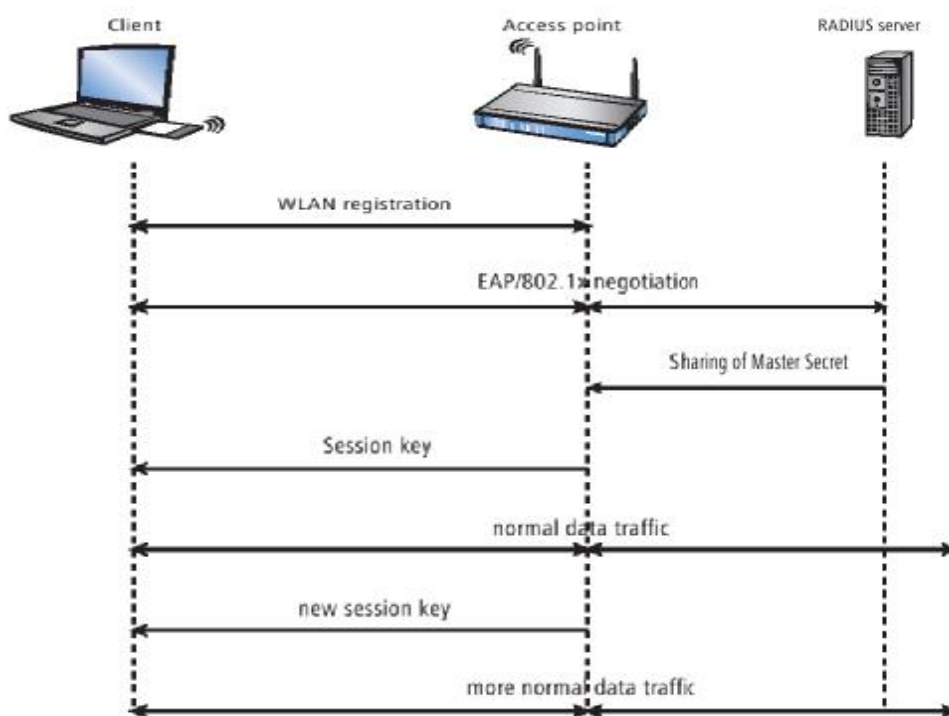 Client
Access point
RADIUS server
WLAN registration
EAP/802.1x negotiation
Sharing of Master Secret
Session key
normal data traffic
new session key
more normal data traffic